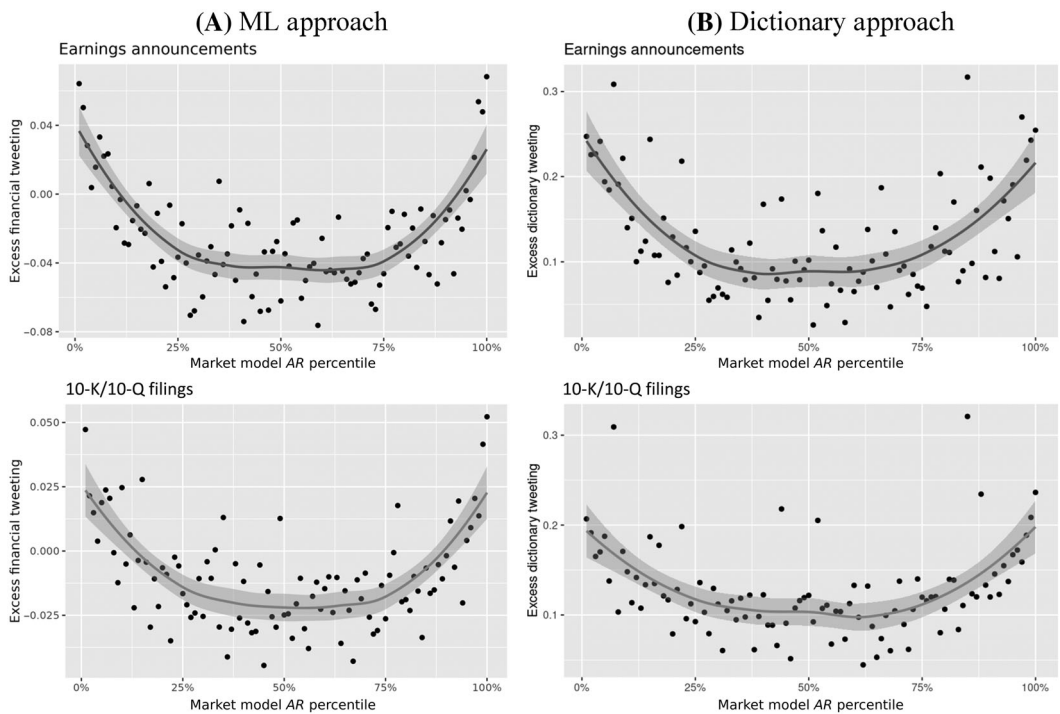 (A) ML approach
(B) Dictionary approach
Earnings announcements
Excess financial tweeting
0.04
0.00
−0.04
−0.08
0% 25% 50% 75% 100%
Market model AR percentile
Earnings announcements
Excess dictionary tweeting
0.3
0.2
0.1
0% 25% 50% 75% 100%
Market model AR percentile
10-K/10-Q filings
Excess financial tweeting
0.050
0.025
0.000
−0.025
0% 25% 50% 75% 100%
Market model AR percentile
10-K/10-Q filings
Excess dictionary tweeting
0.3
0.2
0.1
0% 25% 50% 75% 100%
Market model AR percentile